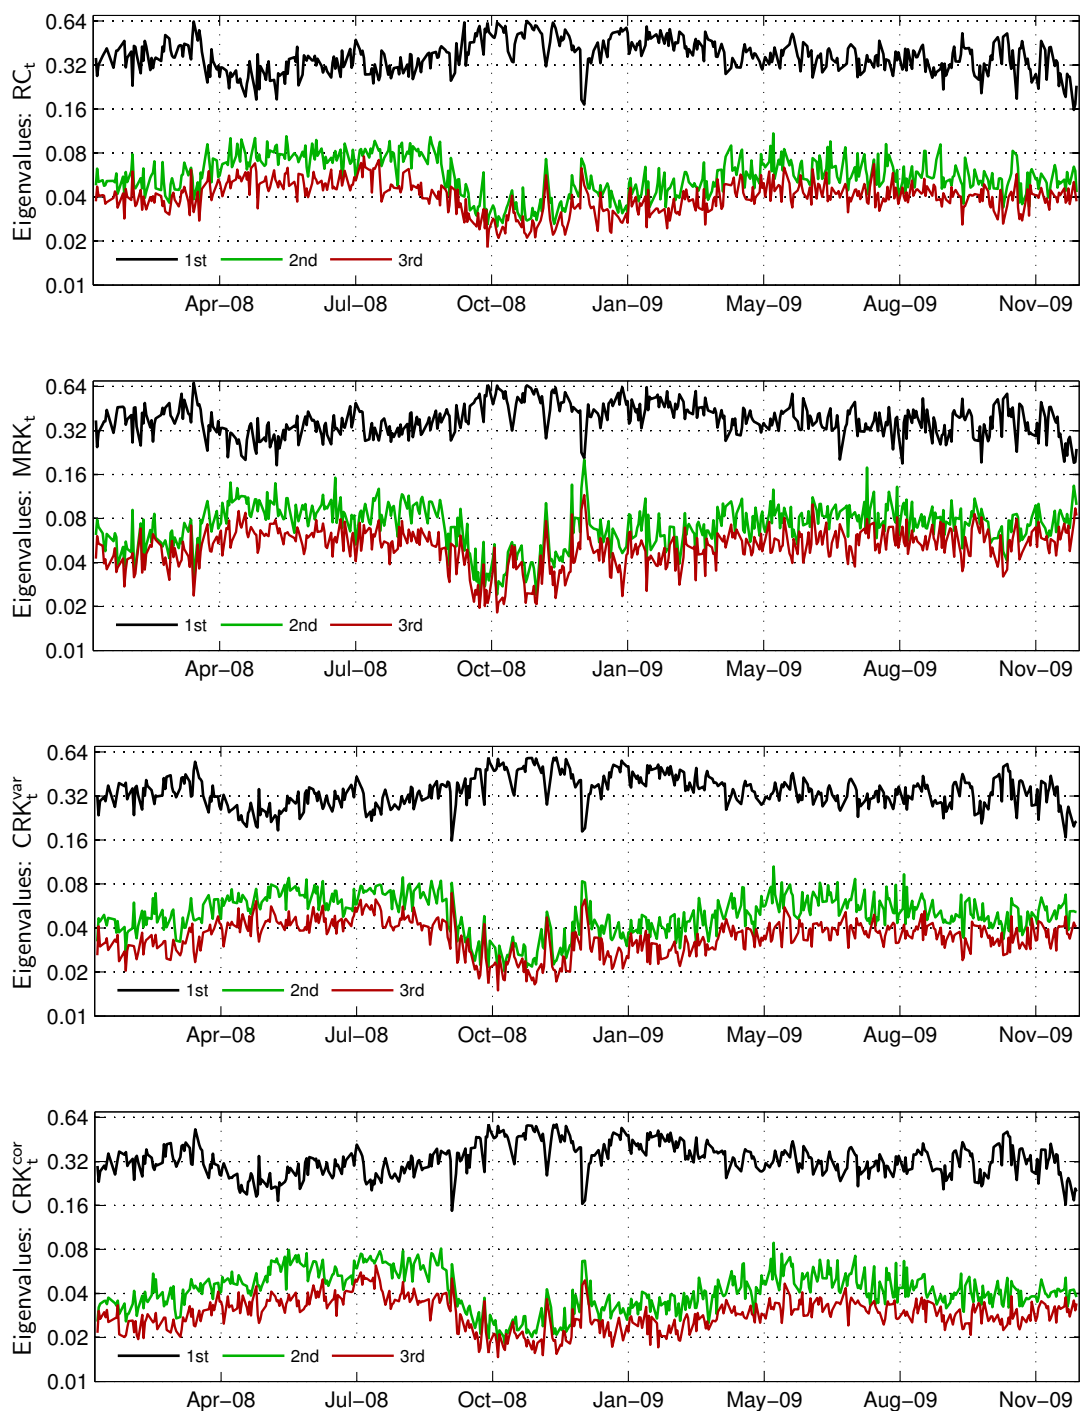 Eigenvalues: RCt
0.64
0.32
0.16
0.08
0.04
0.02
0.01
1st 2nd 3rd
Apr−08 Jul−08 Oct−08 Jan−09 May−09 Aug−09 Nov−09
Eigenvalues: MRKt
0.64
0.32
0.16
0.08
0.04
0.02
0.01
1st 2nd 3rd
Apr−08 Jul−08 Oct−08 Jan−09 May−09 Aug−09 Nov−09
Eigenvalues: CRKtvar
0.64
0.32
0.16
0.08
0.04
0.02
0.01
1st 2nd 3rd
Apr−08 Jul−08 Oct−08 Jan−09 May−09 Aug−09 Nov−09
Eigenvalues: CRKtcor
0.64
0.32
0.16
0.08
0.04
0.02
0.01
1st 2nd 3rd
Apr−08 Jul−08 Oct−08 Jan−09 May−09 Aug−09 Nov−09